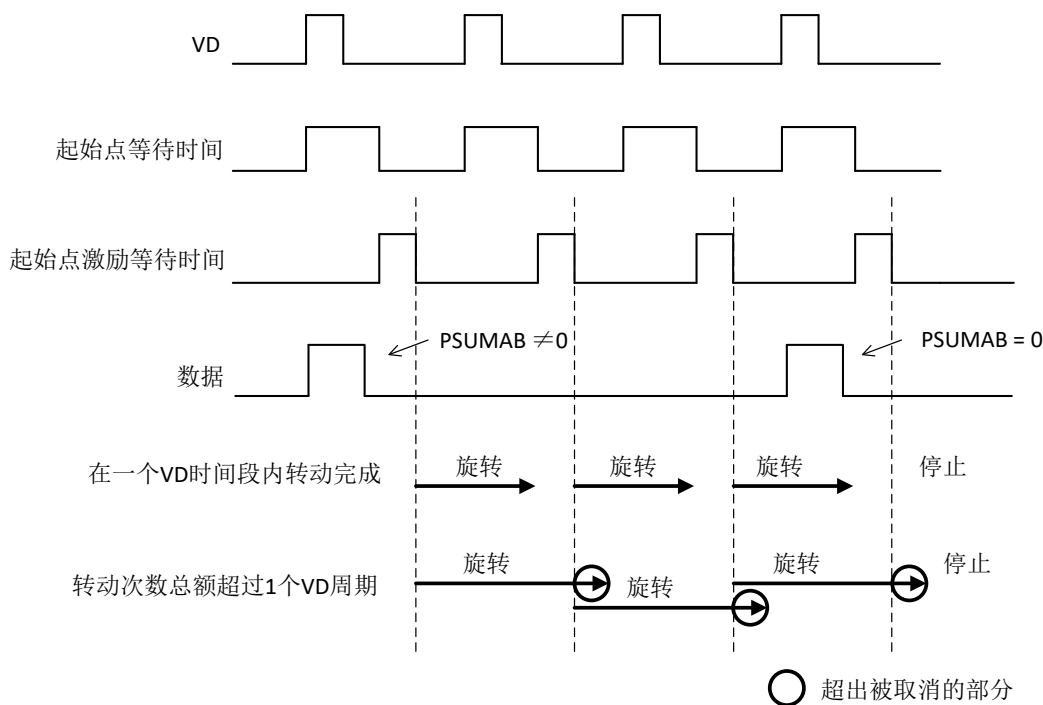 VD
起始点等待时间
起始点激励等待时间
PSUMAB ≠0
PSUMAB = 0
数据
在一个VD时间段内转动完成
旋转
旋转
旋转
停止
转动次数总额超过1个VD周期
旋转
旋转
旋转
停止
超出被取消的部分